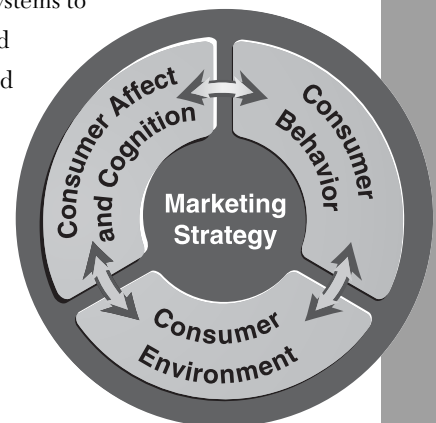 systems to
d
d
Consumer Affect
and Cognition
Consumer
Behavior
Marketing
Strategy
Consumer
Environment